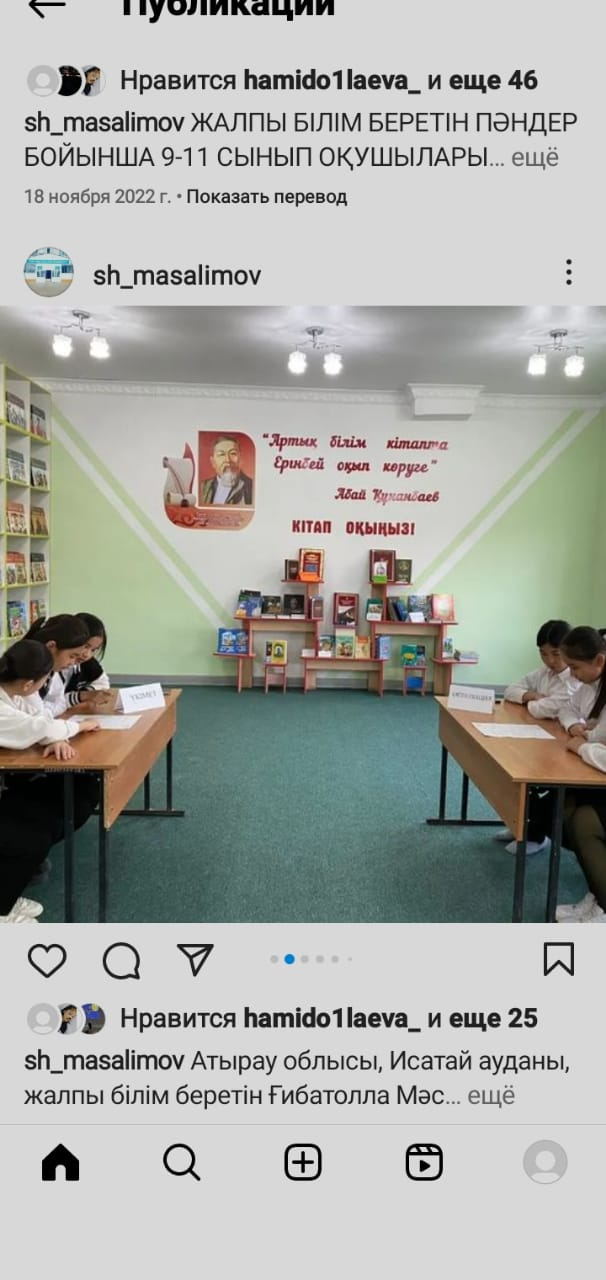 Публикации
Нравится hamido1laeva_ и еще 46
sh_masalimov ЖАЛПЫ БІЛІМ БЕРЕТІН ПӘНДЕР
БОЙЫНША 9-11 СЫНЫП ОҚУШЫЛАРЫ... ещё
18 ноября 2022 г. • Показать перевод
sh_masalimov
"Артық білім кітапта
Ерінбей оқып көруге"
Абай Құнанбаев
КІТАП ОҚЫҢЫЗ!
ҮКІМЕТ
ОППОЗИЦИЯ
Нравится hamido1laeva_ и еще 25
sh_masalimov Атырау облысы, Исатай ауданы,
жалпы білім беретін Ғибатолла Мәс... ещё